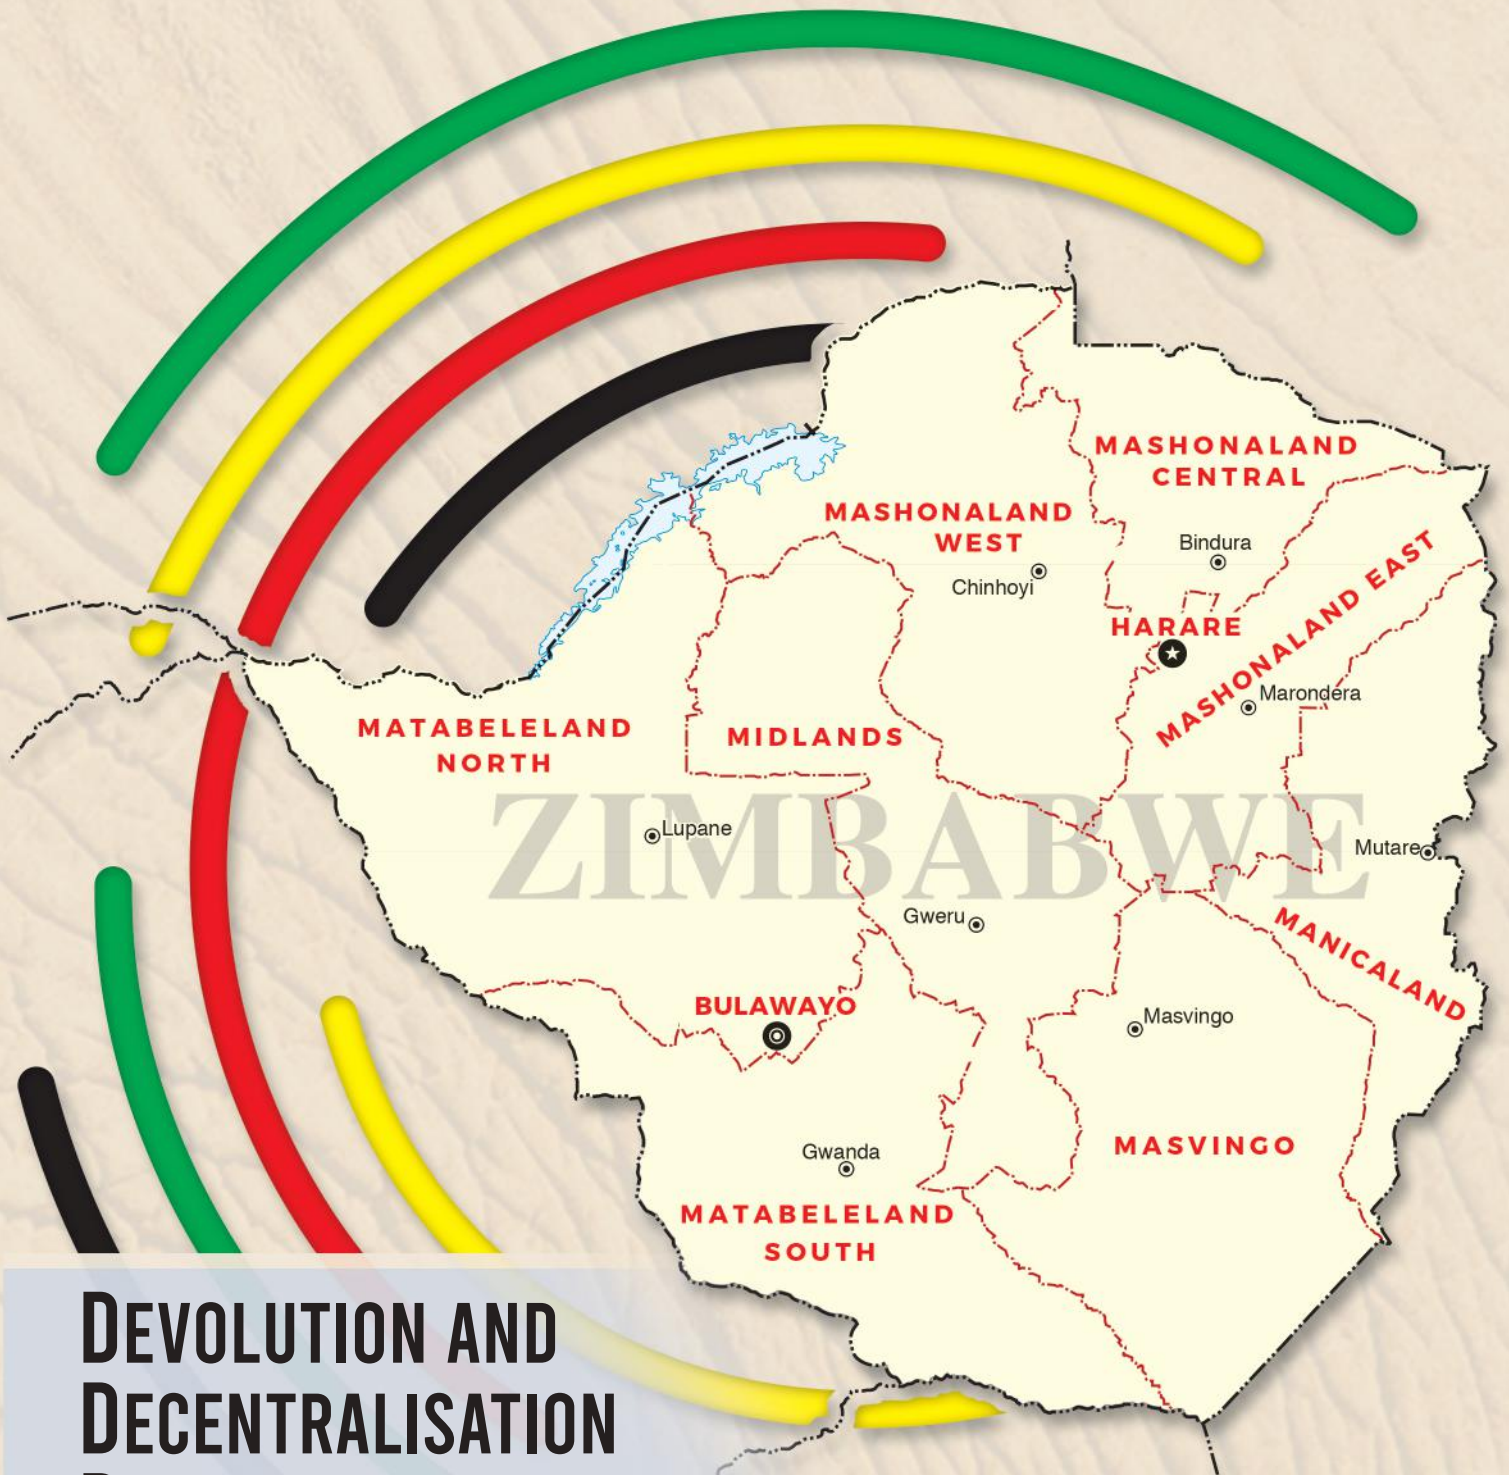 MASHONALAND
CENTRAL
MASHONALAND
WEST
Bindura
Chinhoyi
HARARE
MASHONALAND EAST
Marondera
MATABELELAND
NORTH
MIDLANDS
ZIMBABWE
Lupane
Mutare
Gweru
MANICALAND
BULAWAYO
Masvingo
MASVINGO
Gwanda
MATABELELAND
SOUTH
DEVOLUTION AND
DECENTRALISATION